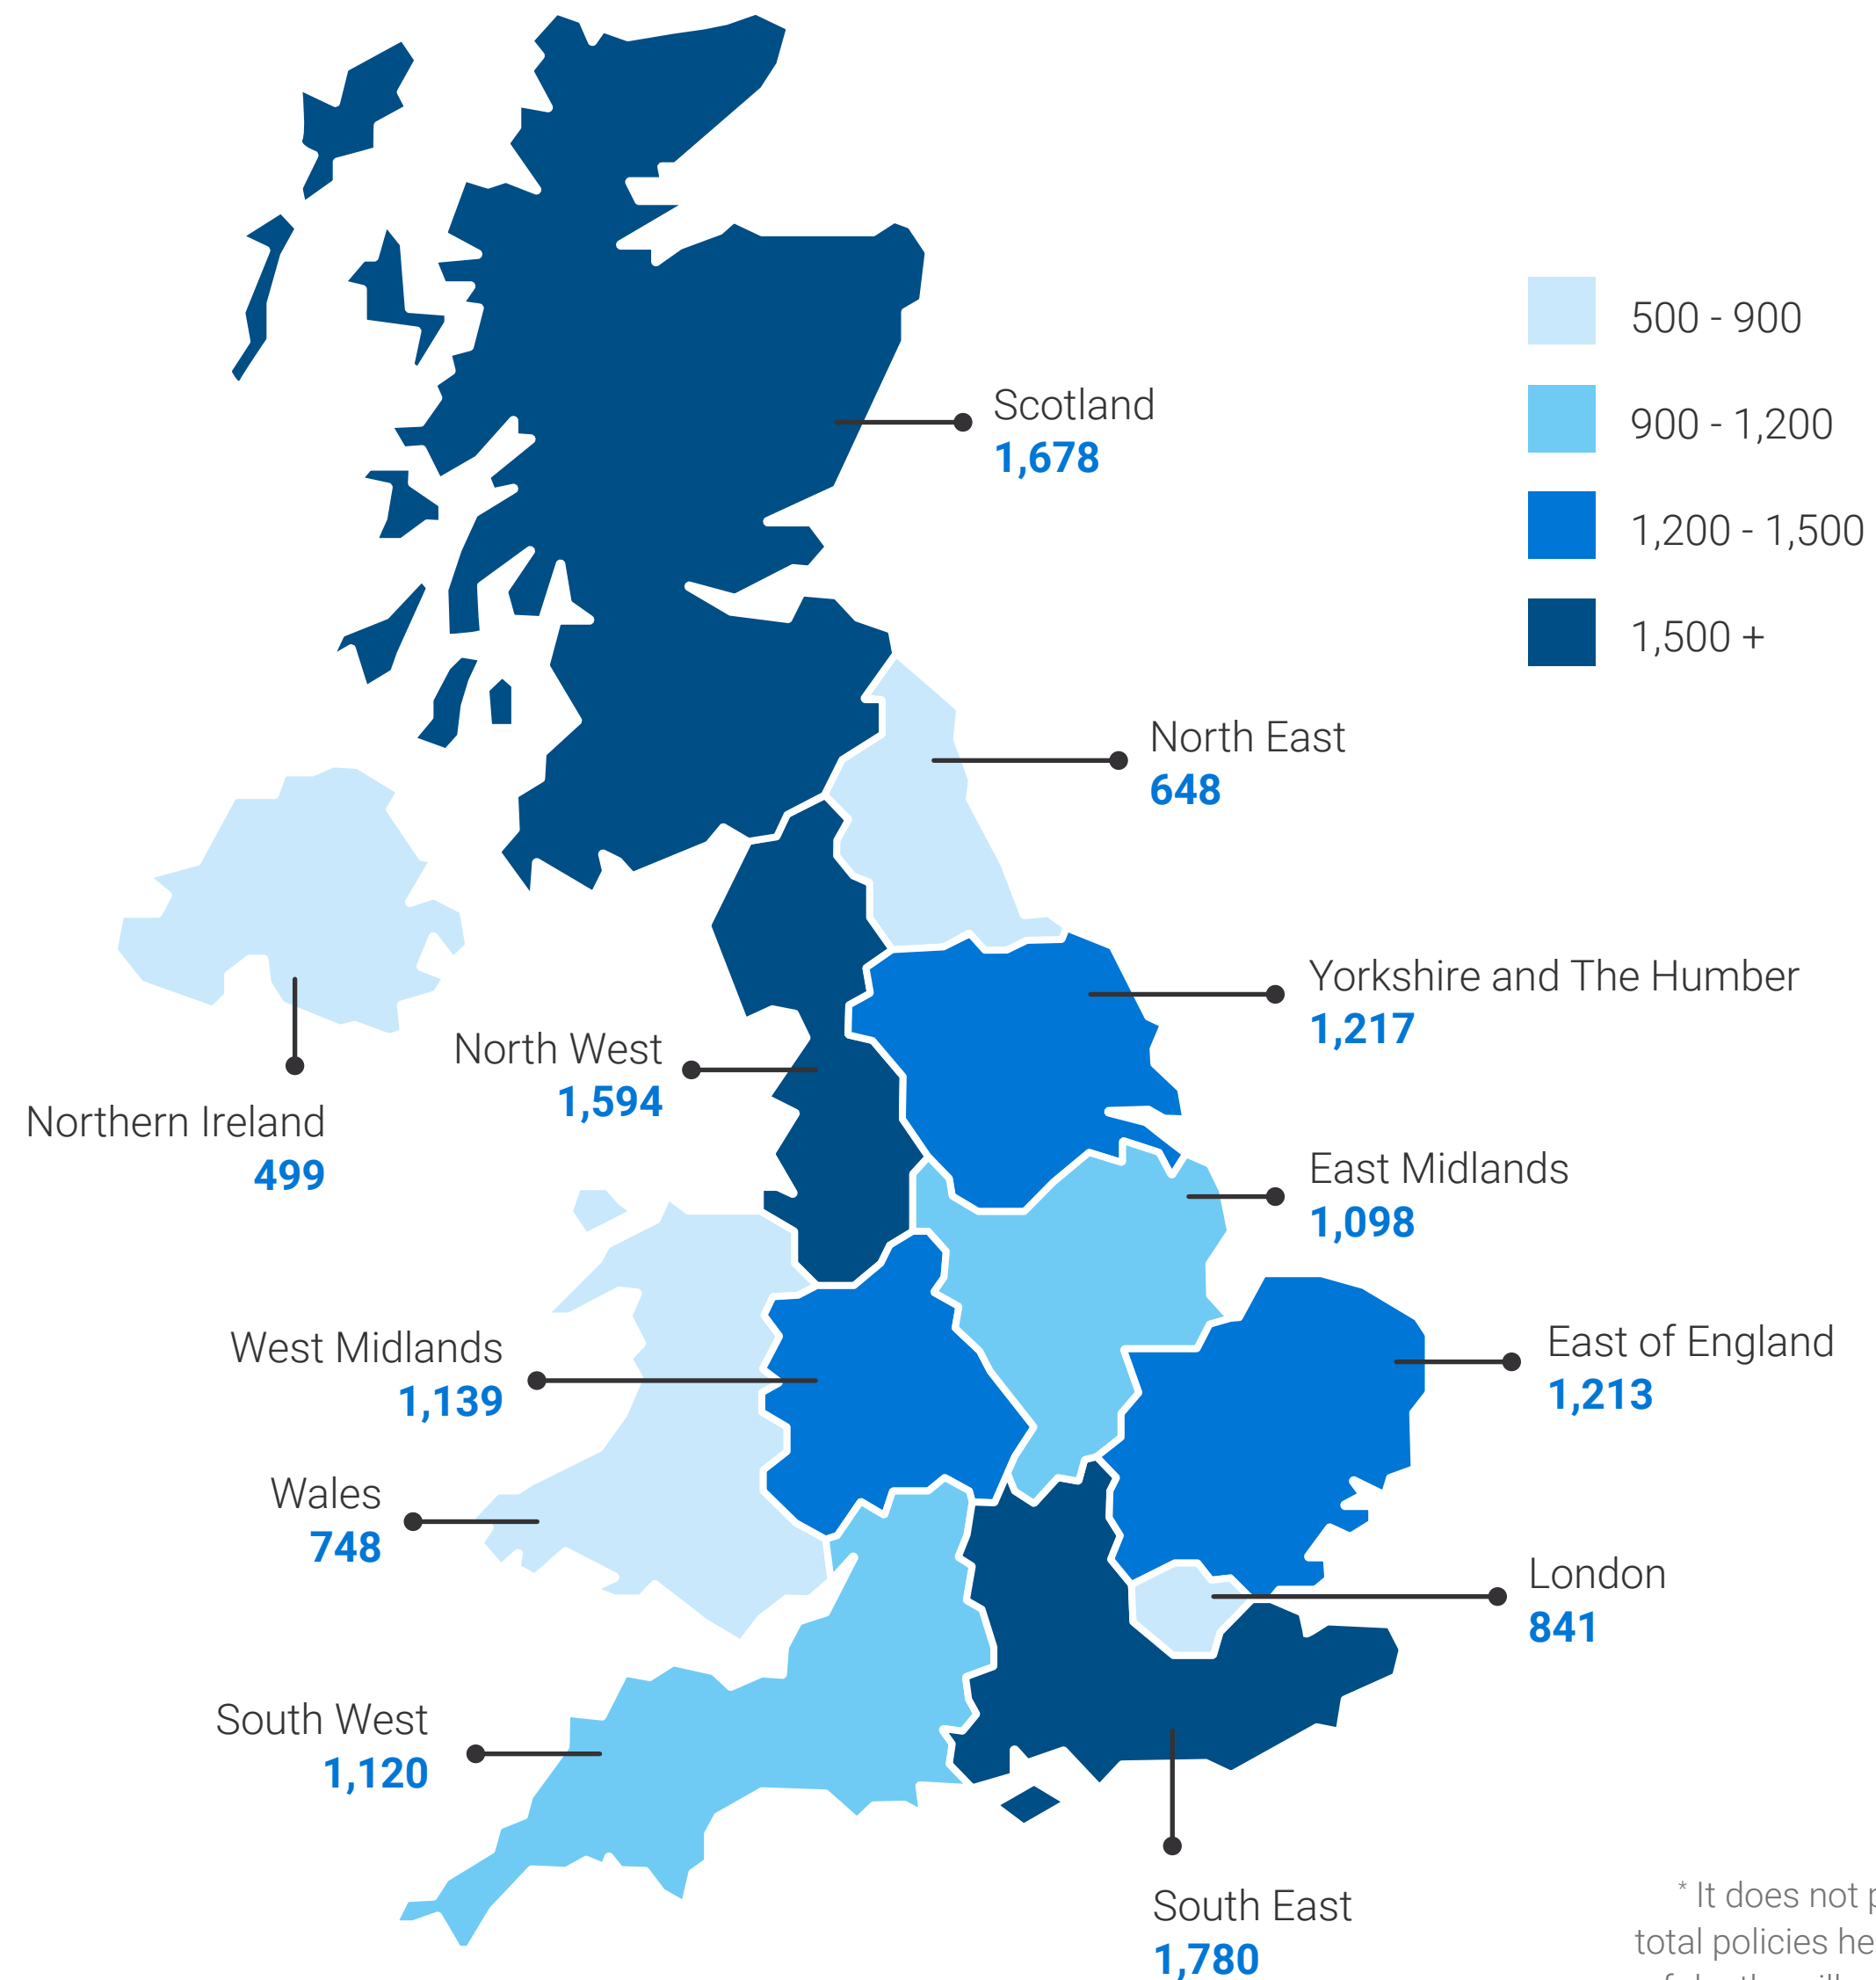 500 - 900
900 - 1,200
1,200 - 1,500
1,500 +
Scotland
1,678
North East
648
Yorkshire and The Humber
1,217
North West
1,594
Northern Ireland
499
East Midlands
1,098
East of England
1,213
West Midlands
1,139
Wales
748
London
841
South West
1,120
South East
1,780
* It does not
total policies